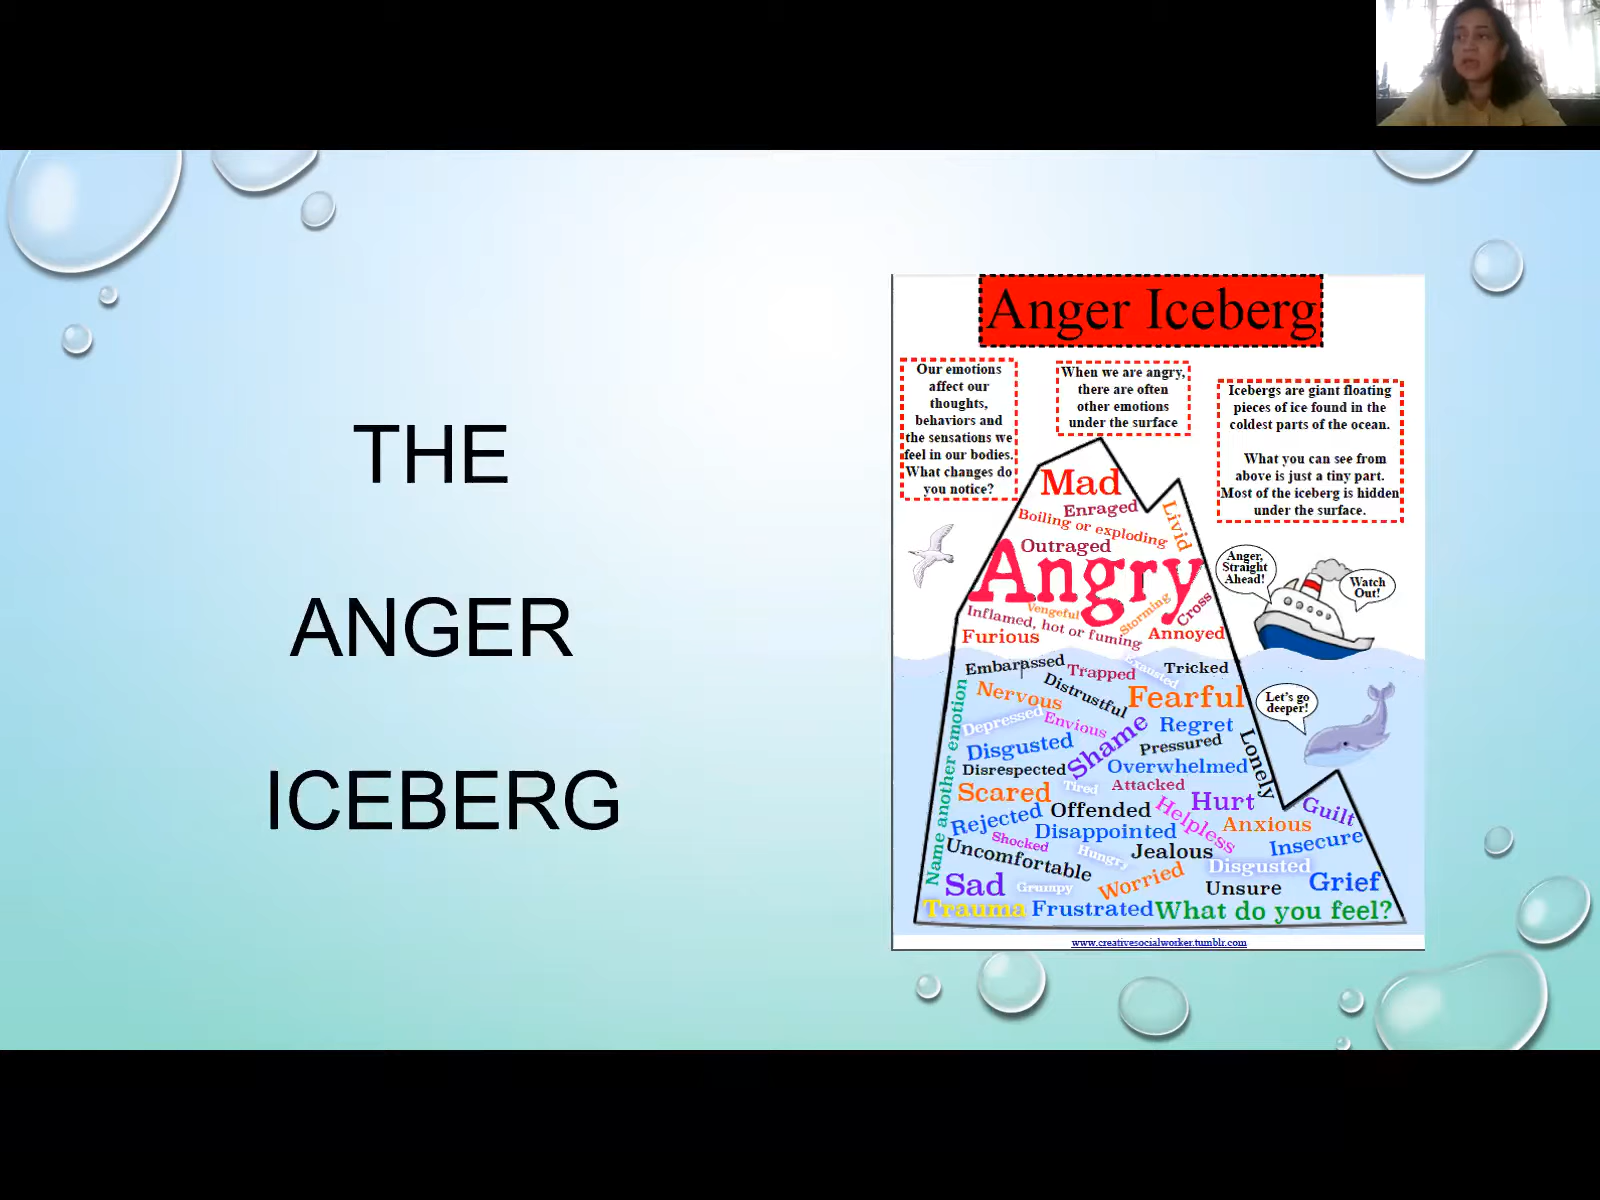 THE
ANGER
ICEBERG
Anger Iceberg
Our emotions
affect our
thoughts,
behaviors and
the sensations we
feel in our bodies.
What changes do
you notice?
When we are angry,
there are often
other emotions
under the surface
Icebergs are giant floating
pieces of ice found in the
coldest parts of the ocean.
What you can see from
above is just a tiny part.
Most of the iceberg is hidden
under the surface.
Mad
Enraged
Livid
Boiling or exploding
Outraged
Angry
Vengeful
Storming
Cross
Inflamed, hot or fuming
Furious
Annoyed
Anger,
Straight
Ahead!
Watch
Out!
Embarassed
Trapped
Exhausted
Tricked
Nervous
Distrustful
Fearful
Depressed
Envious
Shame
Regret
Disgusted
Pressured
Lonely
Disrespected
Overwhelmed
Scared
Tired
Attacked
Name another emotion
Rejected
Offended
Helpless
Hurt
Guilt
Disappointed
Anxious
Shocked
Insecure
Uncomfortable
Hungry
Jealous
Disgusted
Sad
Grumpy
Worried
Unsure
Grief
Trauma
Frustrated
What do you feel?
Let's go
deeper!
www.creativesocialworker.tumblr.com